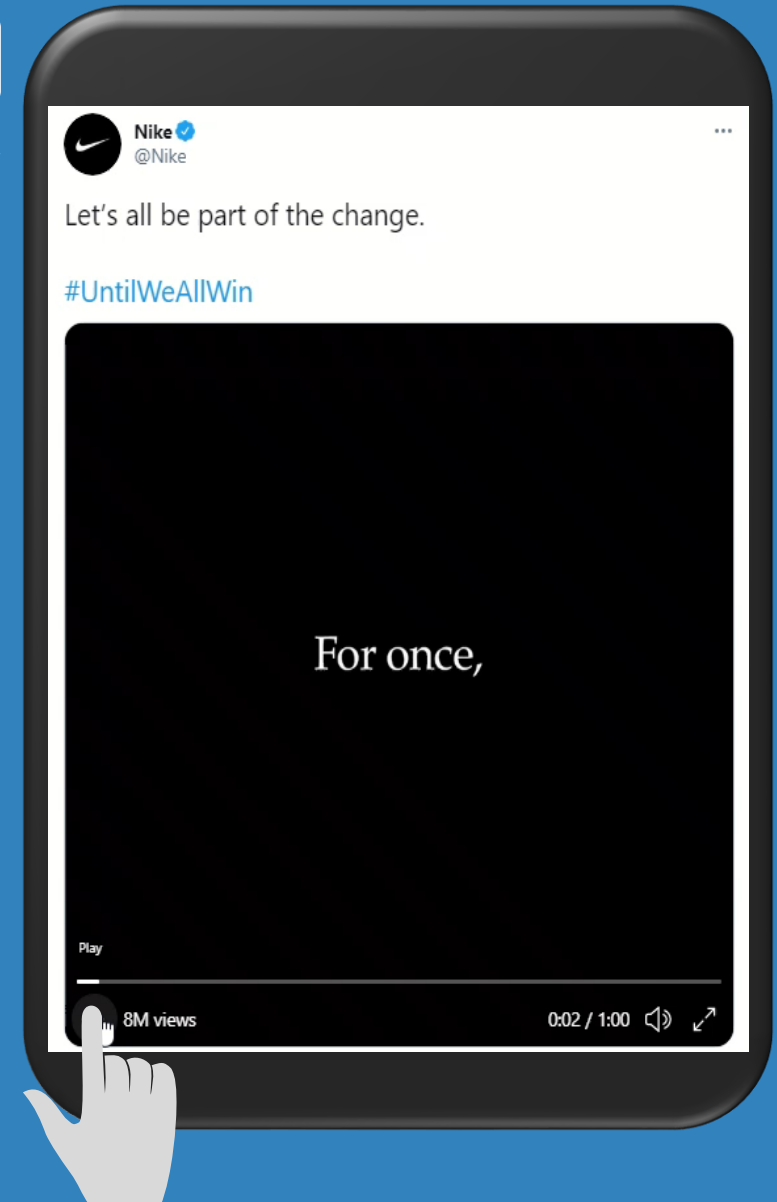 Nike
@Nike
Let's all be part of the change.
#UntilWeAllWin
For once,
Play
8M views
0:02 / 1:00